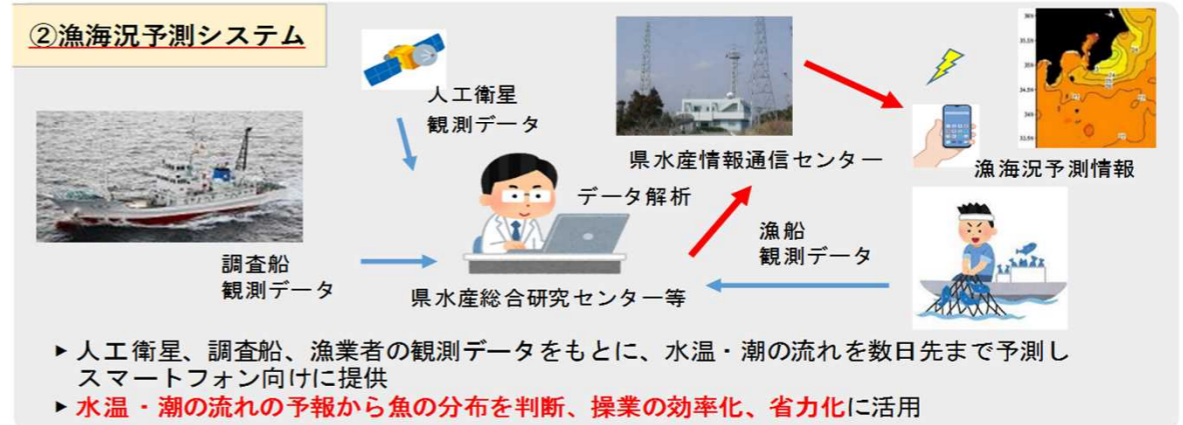 ②漁海況予測システム
人工衛星
観測データ
県水産情報通信センター
漁海況予測情報
データ解析
漁船
観測データ
調査船
観測データ
県水産総合研究センター等
▶ 人工衛星、調査船、漁業者の観測データをもとに、水温・潮の流れを数日先まで予測し
スマートフォン向けに提供
▶ 水温・潮の流れの予報から魚の分布を判断、操業の効率化、省力化に活用